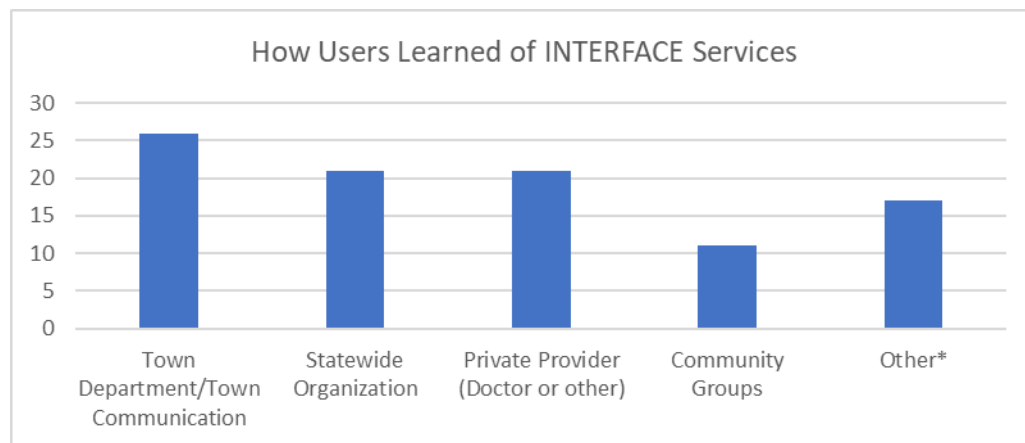 How Users Learned of INTERFACE Services
30
25
20
15
10
5
0
Town
Department/Town
Communication
Statewide
Organization
Private Provider
(Doctor or other)
Community
Groups
Other*